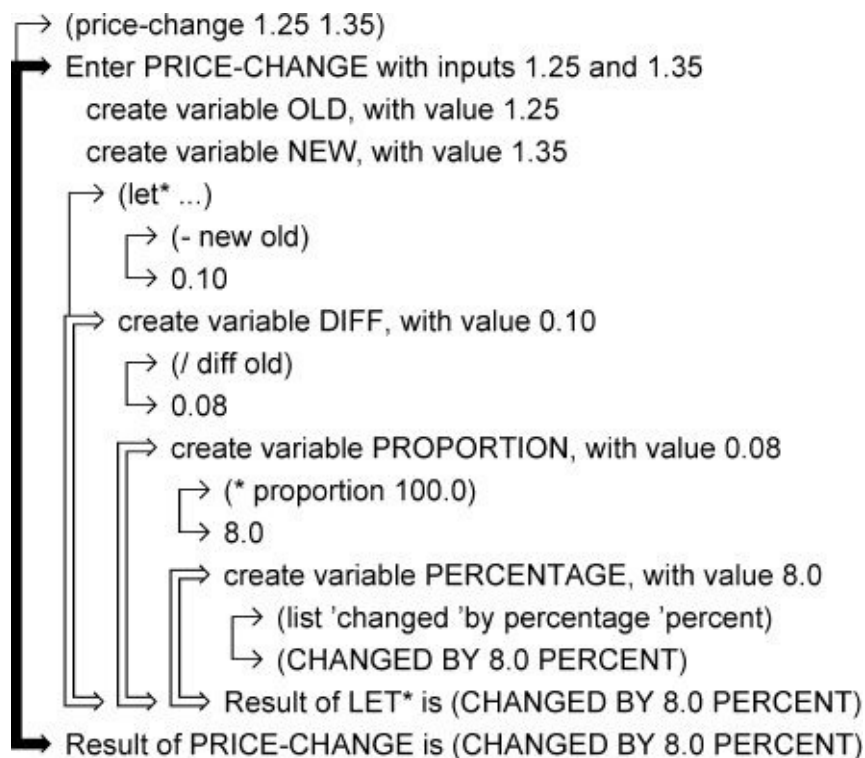 (price-change 1.25 1.35)
Enter PRICE-CHANGE with inputs 1.25 and 1.35
create variable OLD, with value 1.25
create variable NEW, with value 1.35
(let* ...)
(- new old)
0.10
create variable DIFF, with value 0.10
(/ diff old)
0.08
create variable PROPORTION, with value 0.08
(* proportion 100.0)
8.0
create variable PERCENTAGE, with value 8.0
(list ’changed ’by percentage ’percent)
(CHANGED BY 8.0 PERCENT)
Result of LET* is (CHANGED BY 8.0 PERCENT)
Result of PRICE-CHANGE is (CHANGED BY 8.0 PERCENT)